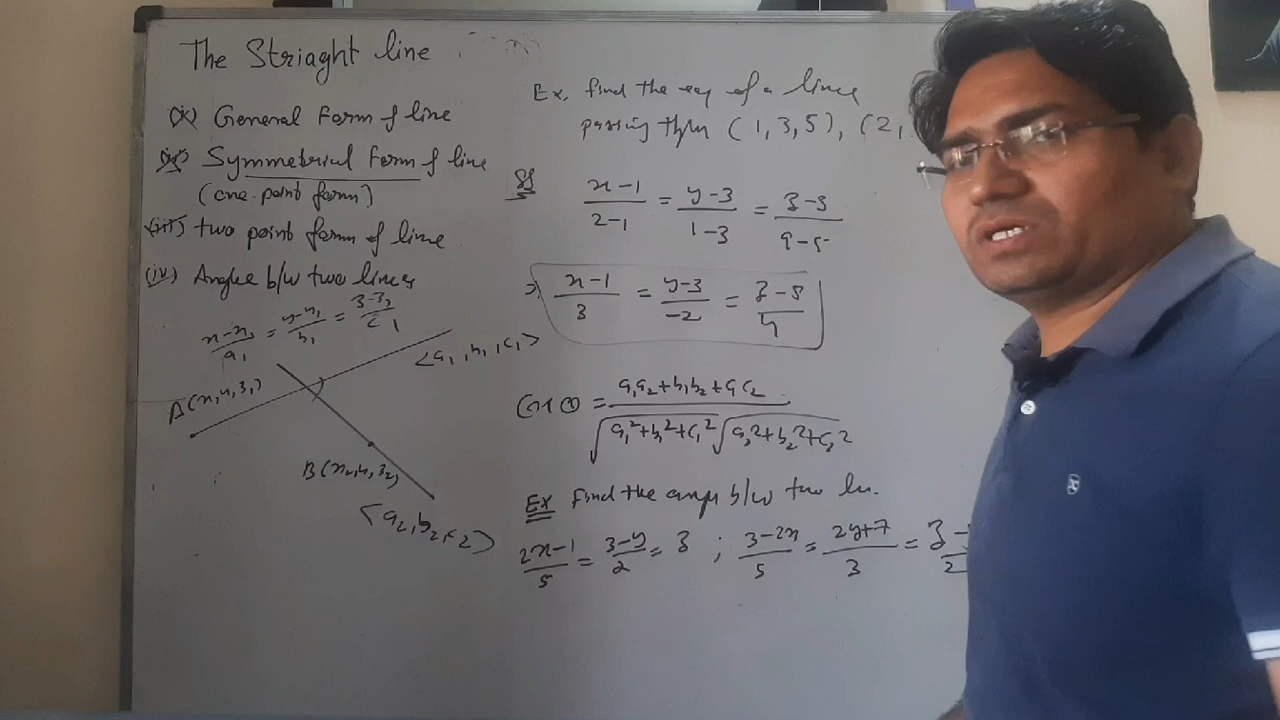 The Striaght line
(i) General Form of line
(ii) Symmetrial Form of line
(one-point form)
(iii) two point form of line
(iv) Angle b/w two lines
x-x₁/a₁ = y-y₁/b₁ = z-z₁/c₁
<a₁, b₁, c₁>
A(x₁, y₁, z₁)
B(x₂, y₂, z₂)
<a₂, b₂, c₂>
Ex. find the eq of a line
passing thru (1, 3, 5), (2,
x-1/2-1 = y-3/1-3 = z-5/9-5
⇒ x-1/3 = y-3/-2 = z-5/4
Cos θ = a₁a₂+b₁b₂+c₁c₂/√a₁²+b₁²+c₁² √a₂²+b₂²+c₂²
Ex Find the angle b/w two
2x-1/5 = 3-y/2 = z ; 3-2x/5 = 2y+7/3 = z-
2